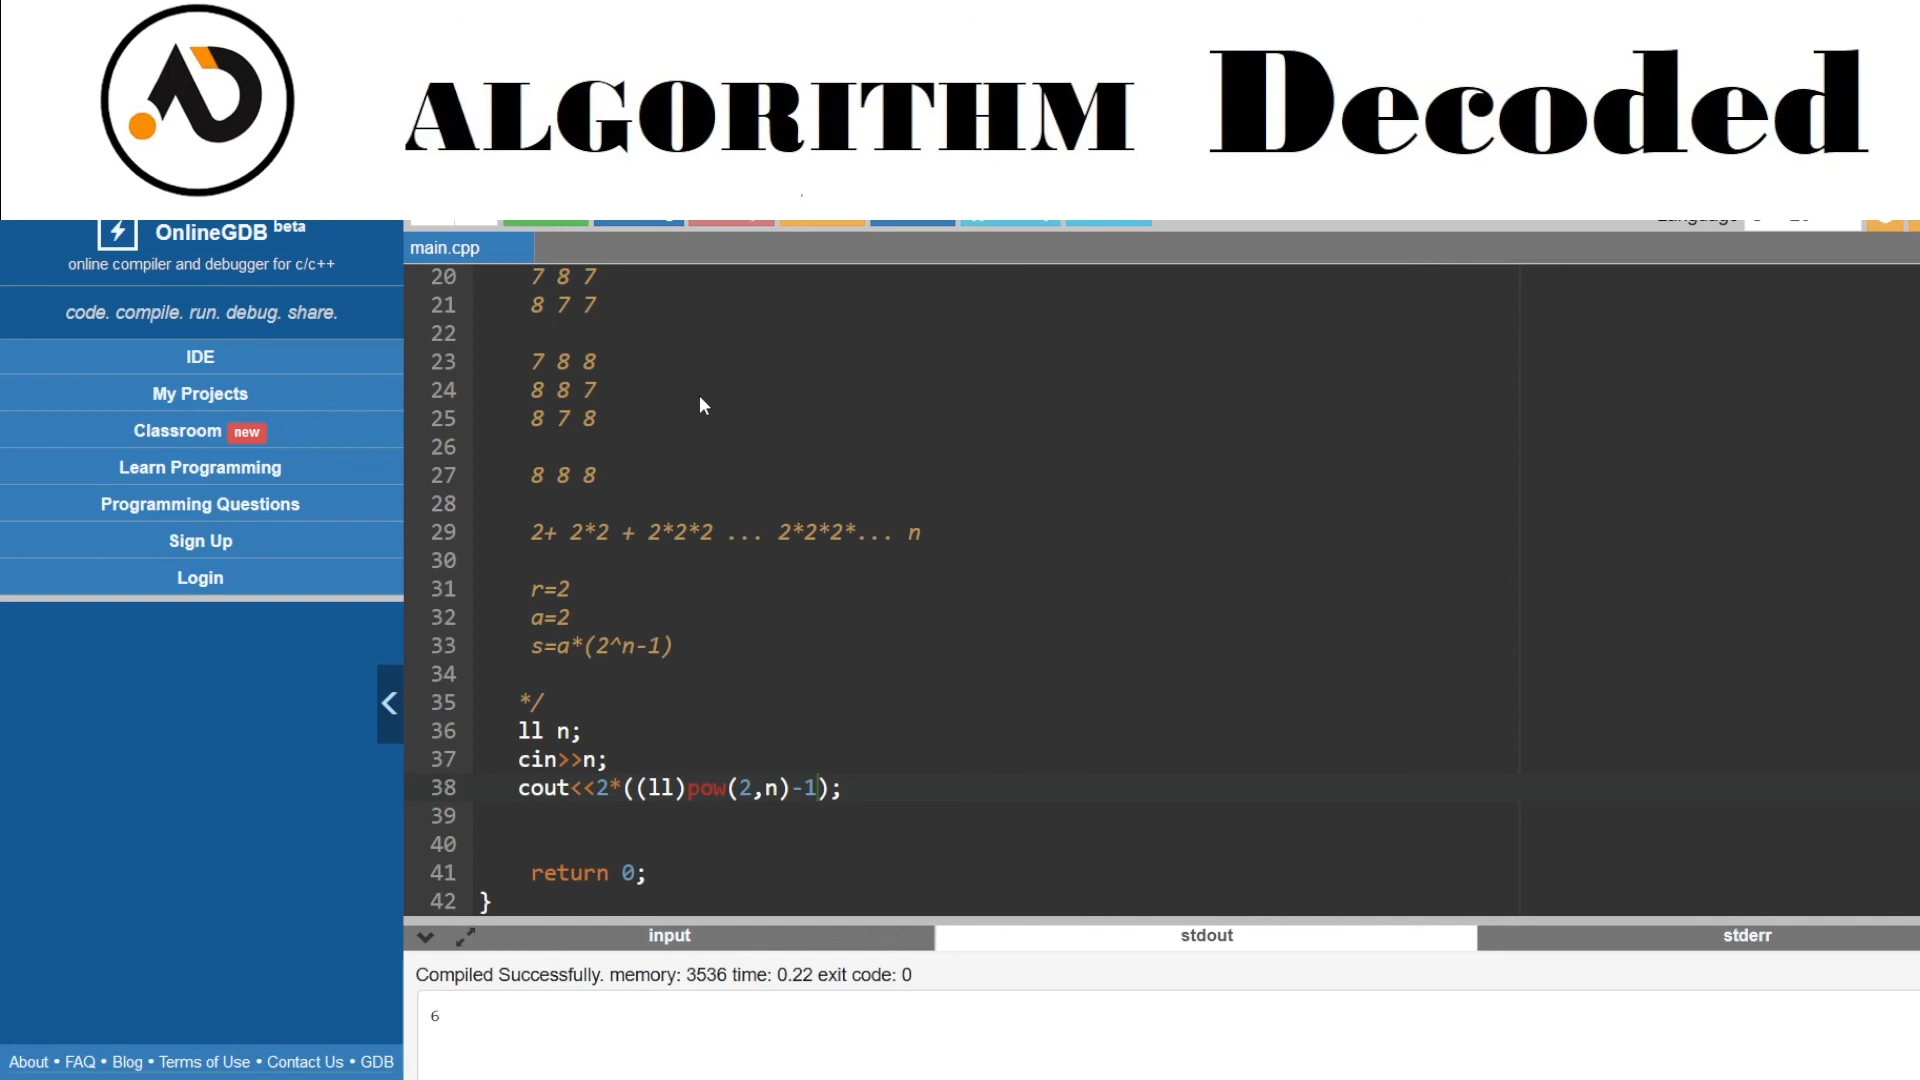 ALGORITHM Decoded
OnlineGDB beta
online compiler and debugger for c/c++
code. compile. run. debug. share.
IDE
My Projects
Classroom new
Learn Programming
Programming Questions
Sign Up
Login
About • FAQ • Blog • Terms of Use • Contact Us • GDB
main.cpp
20 7 8 7
21 8 7 7
22
23 7 8 8
24 8 8 7
25 8 7 8
26
27 8 8 8
28
29 2+ 2*2 + 2*2*2 ... 2*2*2*... n
30
31 r=2
32 a=2
33 s=a*(2^n-1)
34
35 */
36 ll n;
37 cin>>n;
38 cout<<2*((ll)pow(2,n)-1);
39
40
41 return 0;
42 }
input stdout stderr
Compiled Successfully. memory: 3536 time: 0.22 exit code: 0
6